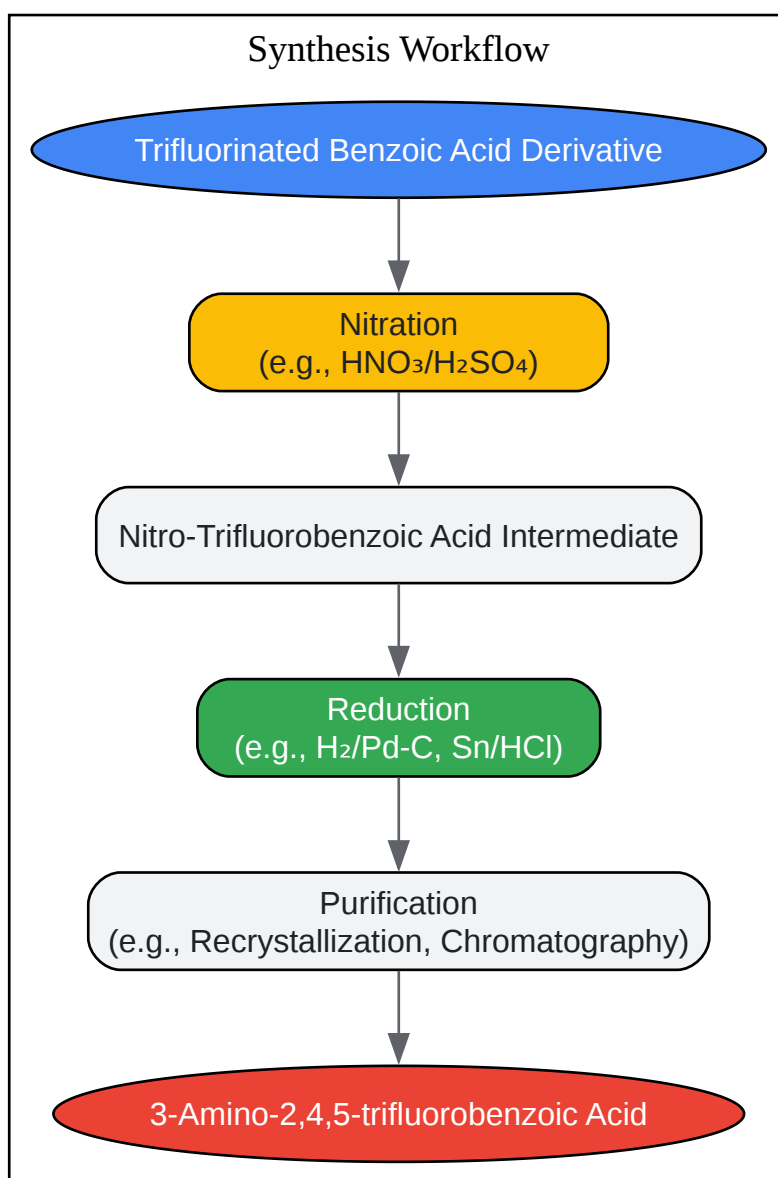 Synthesis Workflow
Trifluorinated Benzoic Acid Derivative
Nitration
(e.g., HNO₃/H₂SO₄)
Nitro-Trifluorobenzoic Acid Intermediate
Reduction
(e.g., H₂/Pd-C, Sn/HCl)
Purification
(e.g., Recrystallization, Chromatography)
3-Amino-2,4,5-trifluorobenzoic Acid